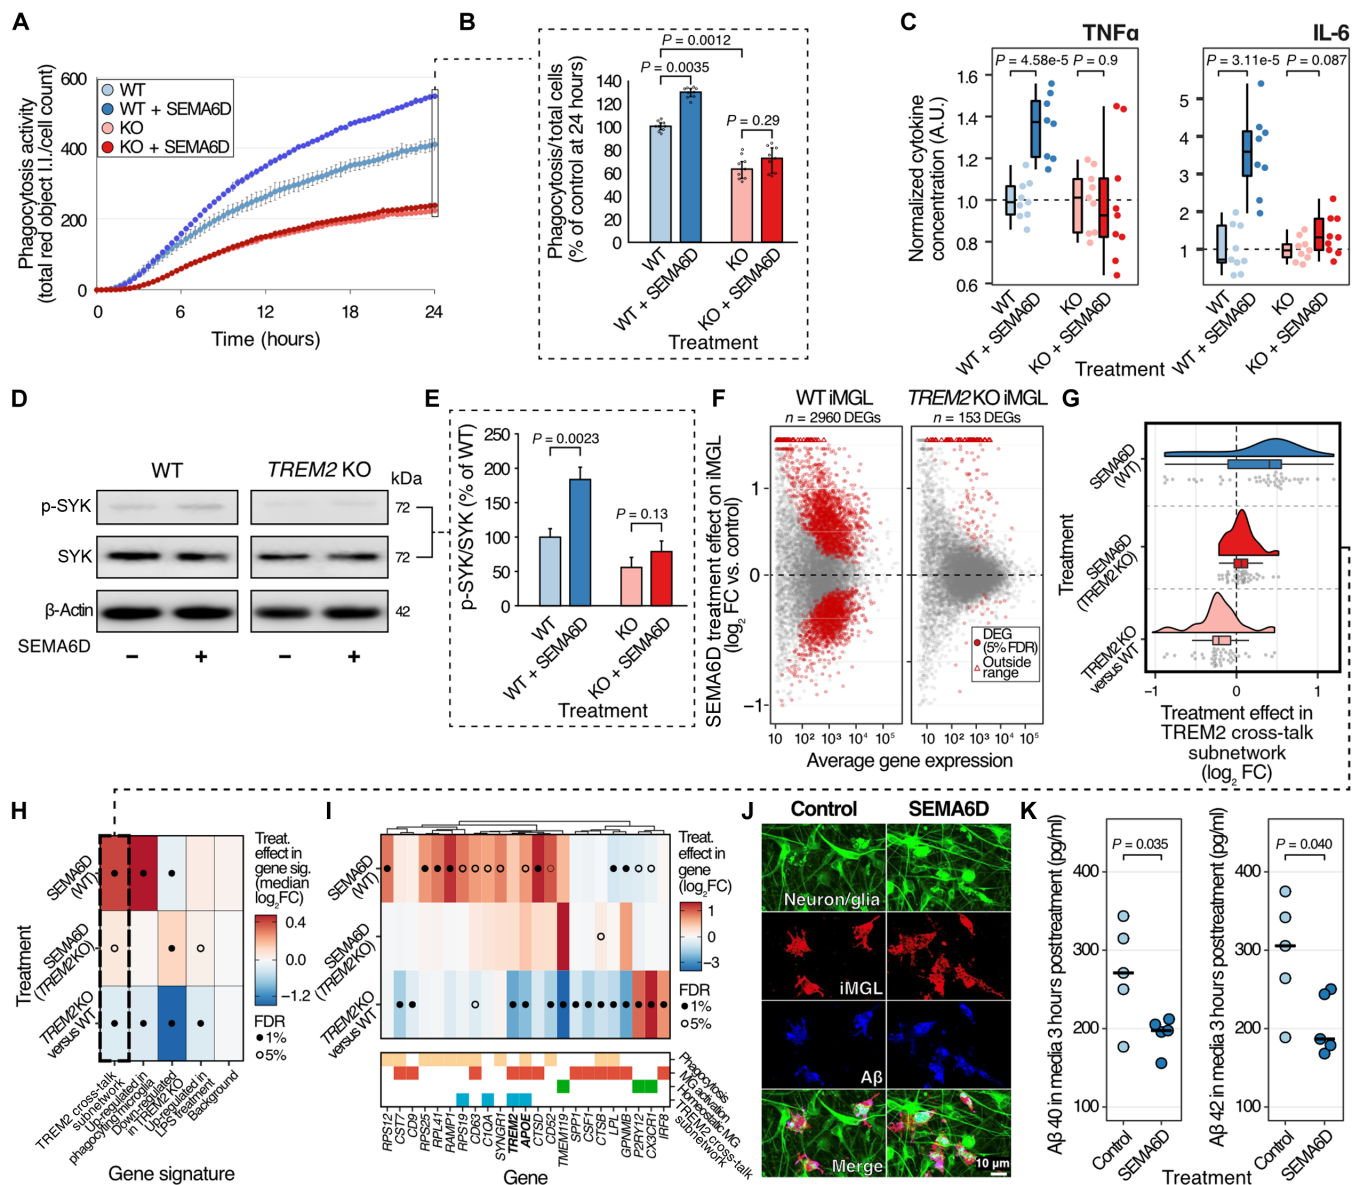 A
Phagocytosis activity
(total red object I.I./cell count)
600
400
200
0
WT
WT + SEMA6D
KO
KO + SEMA6D
0
6
12
18
24
Time (hours)
B
Phagocytosis/total cells
(% of control at 24 hours)
140
120
100
80
60
40
20
0
P = 0.0012
P = 0.0035
P = 0.29
WT
WT + SEMA6D
KO
KO + SEMA6D
Treatment
C
TNFα
IL-6
Normalized cytokine
concentration (A.U.)
1.6
1.4
1.2
1.0
0.8
0.6
P = 4.58e-5
P = 0.9
5
4
3
2
1
P = 3.11e-5
P = 0.087
WT
WT + SEMA6D
KO
KO + SEMA6D
WT
WT + SEMA6D
KO
KO + SEMA6D
Treatment
D
WT
TREM2 KO
kDa
p-SYK
72
SYK
72
β-Actin
42
SEMA6D
−
+
−
+
E
p-SYK/SYK (% of WT)
250
200
150
100
50
0
P = 0.0023
P = 0.13
WT
WT + SEMA6D
KO
KO + SEMA6D
Treatment
F
WT iMGL
n = 2960 DEGs
TREM2 KO iMGL
n = 153 DEGs
SEMA6D treatment effect on iMGL
(log2 FC vs. control)
1
0
−1
DEG
(5% FDR)
Outside
range
10 10² 10³ 10⁴ 10⁵
10 10² 10³ 10⁴ 10⁵
Average gene expression
G
Treatment
SEMA6D
(WT)
SEMA6D
(TREM2 KO)
TREM2 KO
versus WT
−1
0
1
Treatment effect in
TREM2 cross-talk
subnetwork
(log2 FC)
H
Treatment
SEMA6D
(WT)
SEMA6D
(TREM2 KO)
TREM2 KO
versus WT
Treat.
effect in
gene sig.
(median
log2FC)
0.4
0.0
−1.2
FDR
1%
5%
TREM2 cross-talk
subnetwork
Up-regulated in
phagocytosing microglia
Down-regulated
in TREM2 KO
Up-regulated in
LPS treatment
Background
Gene signature
I
SEMA6D
(WT)
SEMA6D
(TREM2 KO)
TREM2 KO
versus WT
Treat.
effect in
gene
(log2FC)
1
0
−3
FDR
1%
5%
Phagocytosis
MG activation
Homeostatic MG
TREM2 cross-talk
subnetwork
RPS12
CST7
CD9
RPS25
RPL41
RAMP1
RPS19
CD63
C1QA
SYNGR1
TREM2
APOE
CTSD
CD52
TMEM119
SPP1
CSF1
CTSB
LPL
GPNMB
P2RY12
CX3CR1
IRF8
Gene
J
Control
SEMA6D
Neuron/glia
iMGL
Aβ
Merge
10 μm
K
Aβ 40 in media 3 hours posttreatment (pg/ml)
400
300
200
100
P = 0.035
Control
SEMA6D
Aβ 42 in media 3 hours posttreatment (pg/ml)
400
300
200
100
P = 0.040
Control
SEMA6D
Treatment